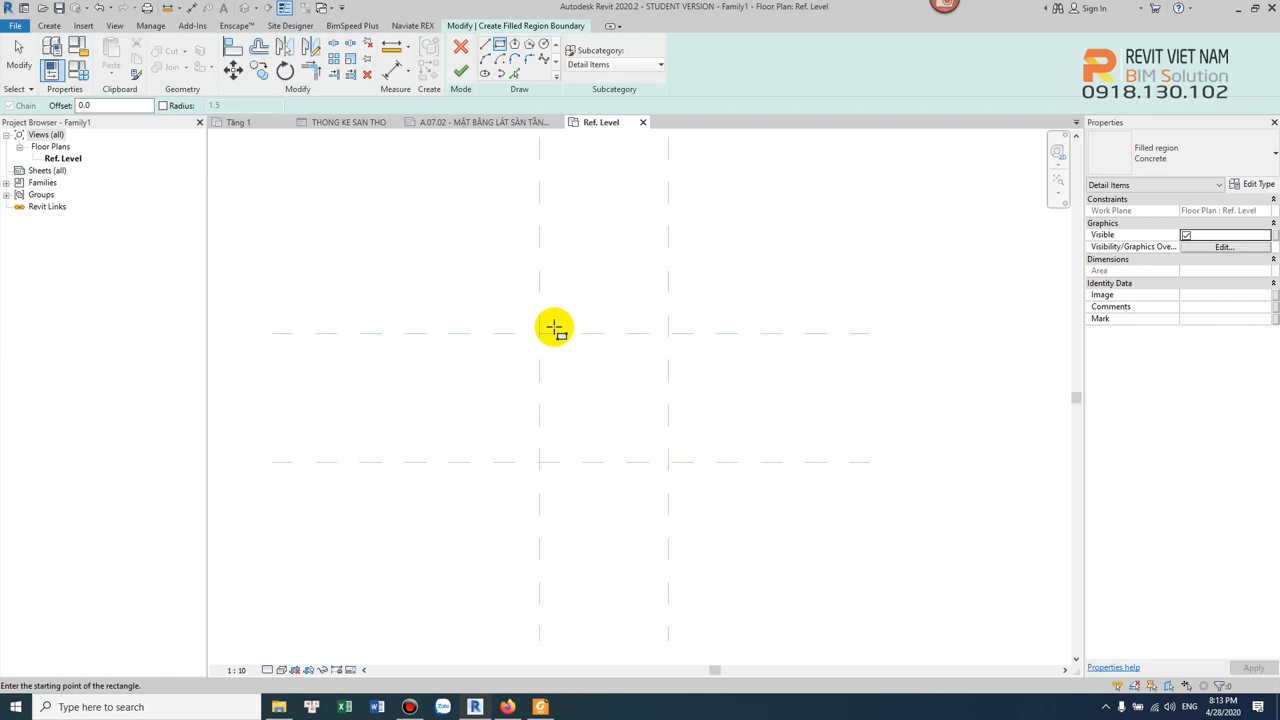 Autodesk Revit 2020.2 - STUDENT VERSION - Family1 - Floor Plan: Ref. Level
Sign In
File
Create
Insert
View
Manage
Add-Ins
Enscape™
Site Designer
BimSpeed Plus
Naviate REX
Modify | Create Filled Region Boundary
Modify
Paste
Cut
Join
Subcategory:
Detail Items
Select
Properties
Clipboard
Geometry
Modify
Measure
Create
Mode
Draw
Subcategory
REVIT VIET NAM
BIM Solution
0918.130.102
Chain
Offset:
0.0
Radius:
1.5
Project Browser - Family1
Views (all)
Floor Plans
Ref. Level
Sheets (all)
Families
Groups
Revit Links
Tầng 1
THONG KE SAN THO
A.07.02 - MẶT BẰNG LÁT SÀN TẦN...
Ref. Level
Properties
Filled region
Concrete
Detail Items
Edit Type
Constraints
Work Plane
Floor Plan : Ref. Level
Graphics
Visible
Visibility/Graphics Ove...
Edit...
Dimensions
Area
Identity Data
Image
Comments
Mark
1 : 10
Properties help
Apply
Enter the starting point of the rectangle.
:0
Type here to search
ENG
8:13 PM
4/28/2020